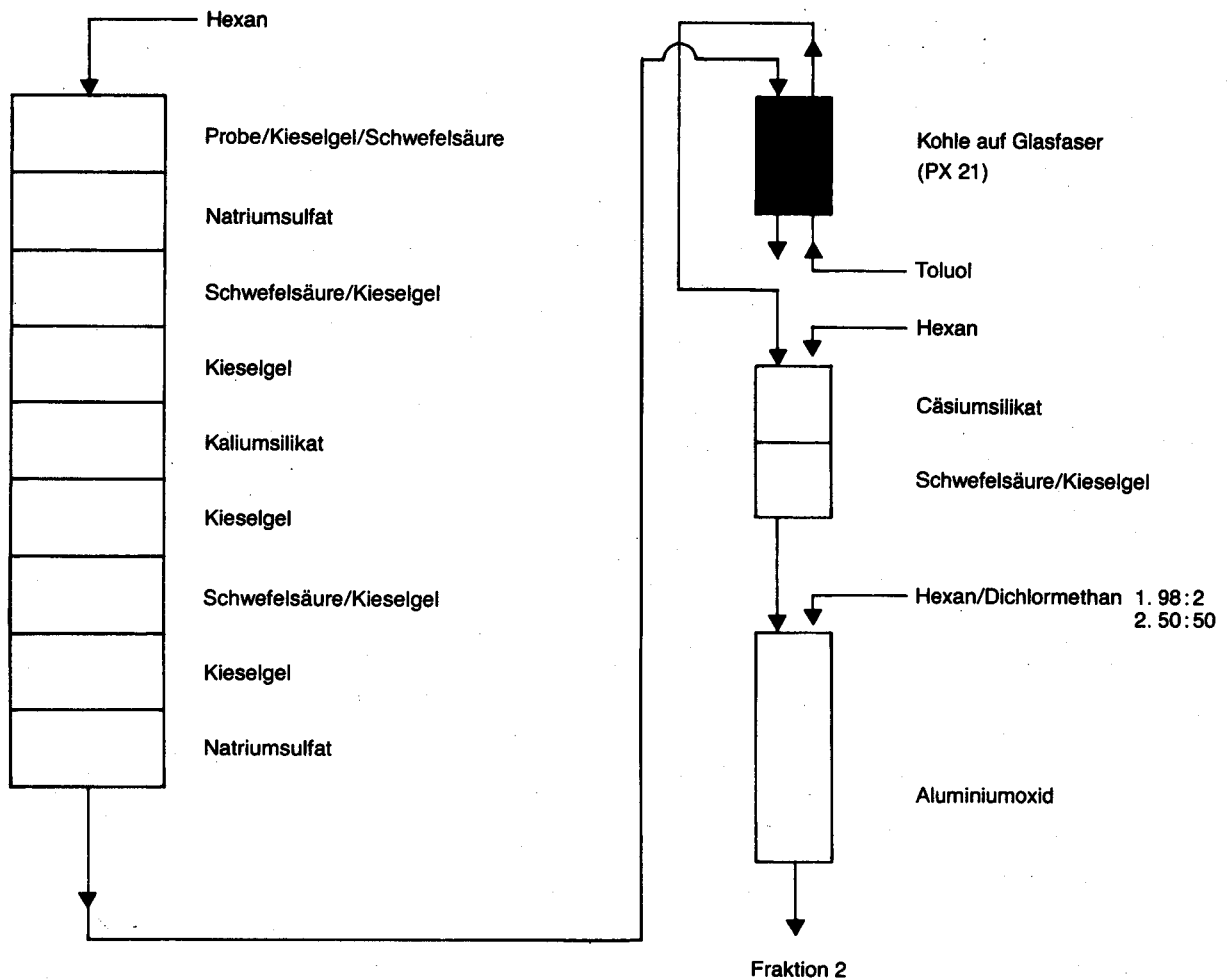 Hexan
Probe/Kieselgel/Schwefelsäure
Natriumsulfat
Schwefelsäure/Kieselgel
Kieselgel
Kaliumsilikat
Kieselgel
Schwefelsäure/Kieselgel
Kieselgel
Natriumsulfat
Kohle auf Glasfaser
(PX 21)
Toluol
Hexan
Cäsiumsilikat
Schwefelsäure/Kieselgel
Hexan/Dichlormethan 1. 98:2
2. 50:50
Aluminiumoxid
Fraktion 2